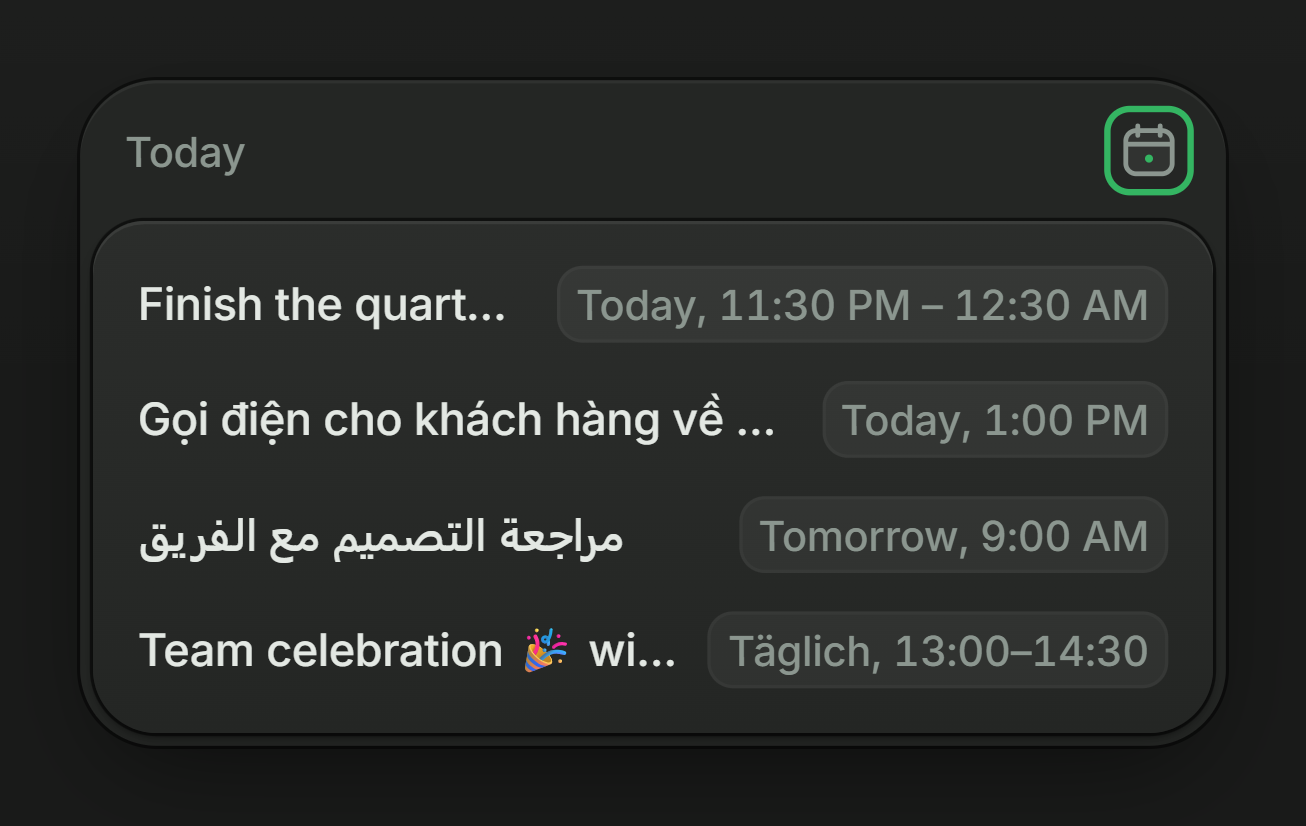 Today
Finish the quart... Today, 11:30 PM – 12:30 AM
Gọi điện cho khách hàng về ... Today, 1:00 PM
مراجعة التصميم مع الفريق Tomorrow, 9:00 AM
Team celebration 🎉 wi... Täglich, 13:00–14:30